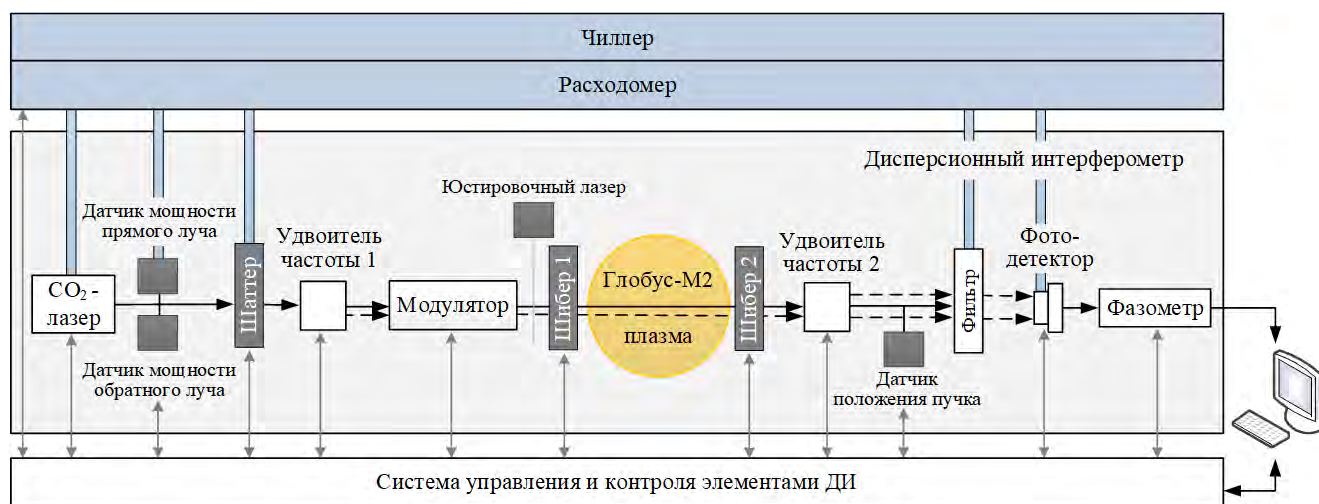 Чиллер
Расходомер
Дисперсионный интерферометр
Юстировочный лазер
Датчик мощности
прямого луча
Удвоитель
частоты 1
Удвоитель
частоты 2
Фото-
детектор
CO₂ -
лазер
Шаттер
Модулятор
Шибер 1
Глобус-М2
плазма
Шибер 2
Фильтр
Фазометр
Датчик мощности
обратного луча
Датчик
положения пучка
Система управления и контроля элементами ДИ